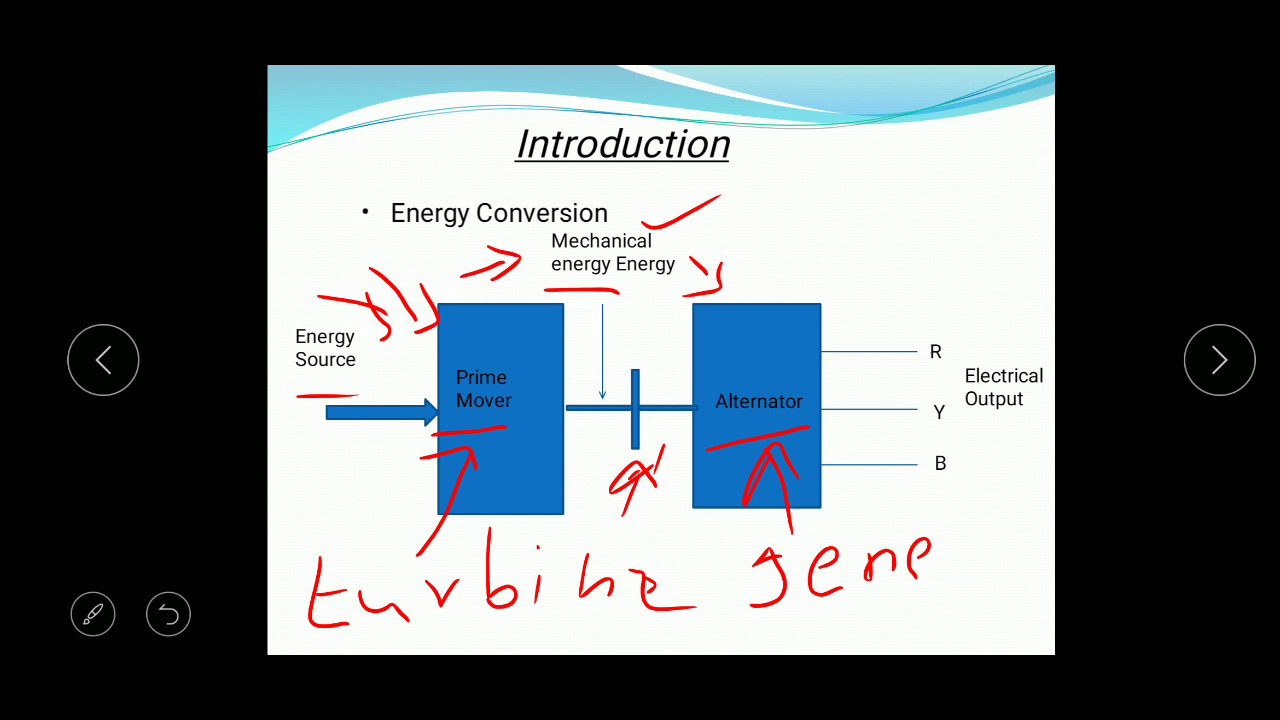 Introduction
• Energy Conversion
Mechanical
energy Energy
Energy
Source
Prime
Mover
Alternator
R
Y
B
Electrical
Output
turbine gene